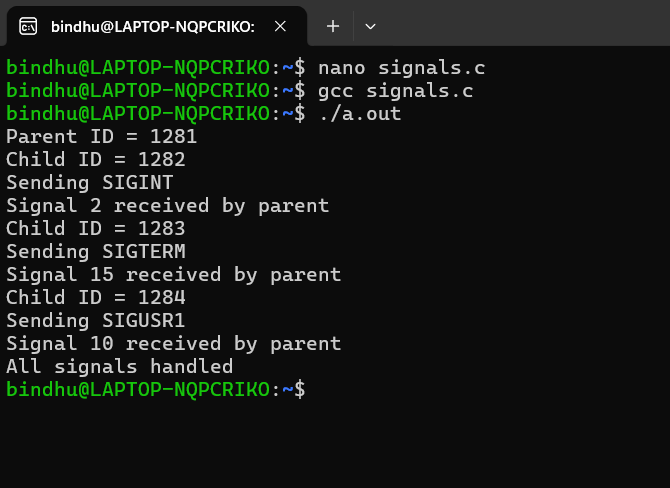 bindhu@LAPTOP-NQPCRIKO:
bindhu@LAPTOP-NQPCRIKO:~$ nano signals.c
bindhu@LAPTOP-NQPCRIKO:~$ gcc signals.c
bindhu@LAPTOP-NQPCRIKO:~$ ./a.out
Parent ID = 1281
Child ID = 1282
Sending SIGINT
Signal 2 received by parent
Child ID = 1283
Sending SIGTERM
Signal 15 received by parent
Child ID = 1284
Sending SIGUSR1
Signal 10 received by parent
All signals handled
bindhu@LAPTOP-NQPCRIKO:~$